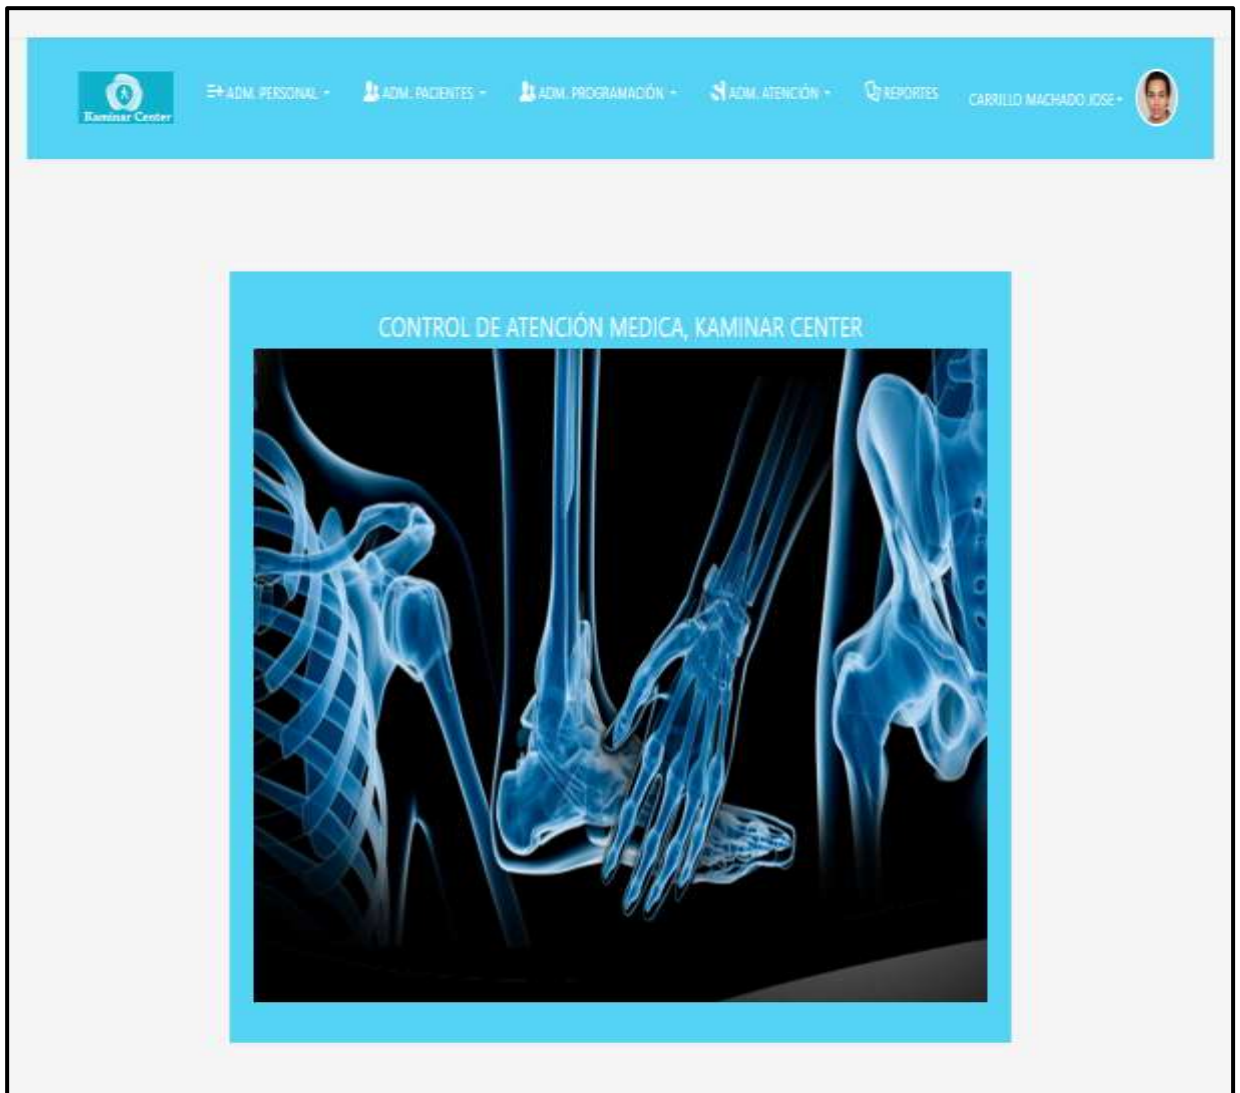 Kaminar Center
ADM. PERSONAL
ADM. PACIENTES
ADM. PROGRAMACIÓN
ADM. ATENCIÓN
REPORTES
CARRILLO MACHADO JOSE
CONTROL DE ATENCIÓN MEDICA, KAMINAR CENTER